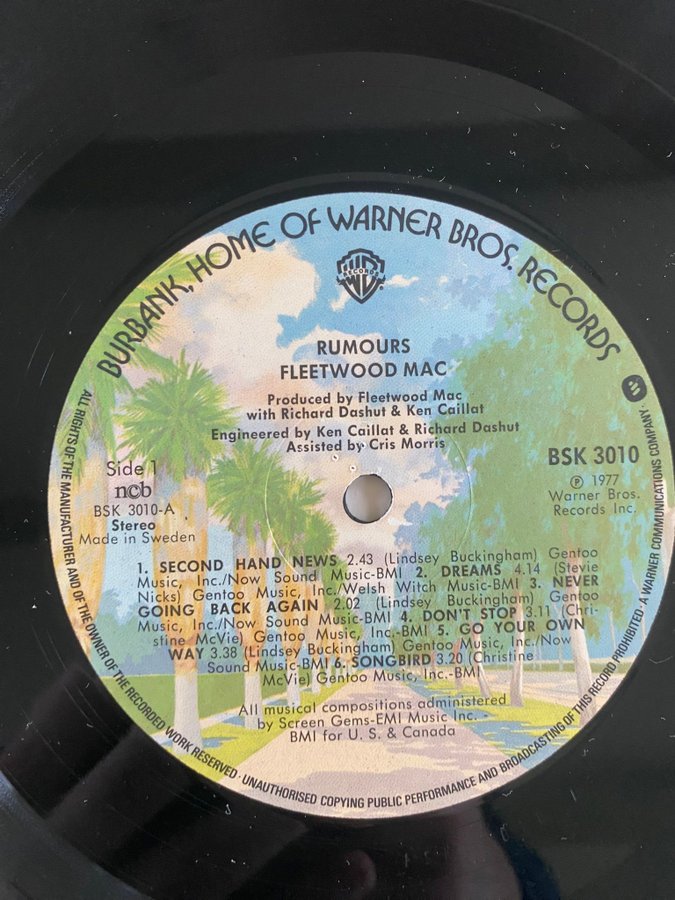 BURBANK, HOME OF WARNER BROS. RECORDS
RECORDS
®
RUMOURS
FLEETWOOD MAC
Produced by Fleetwood Mac
with Richard Dashut & Ken Caillat
Engineered by Ken Caillat & Richard Dashut
Assisted by Cris Morris
Side 1
ncb
BSK 3010-A
Stereo
Made in Sweden
BSK 3010
℗ 1977
Warner Bros.
Records Inc.
1. SECOND HAND NEWS 2.43 (Lindsey Buckingham) Gentoo
Music, Inc./Now Sound Music-BMI 2. DREAMS 4.14 (Stevie
Nicks) Gentoo Music, Inc./Welsh Witch Music-BMI 3. NEVER
GOING BACK AGAIN 2.02 (Lindsey Buckingham) Gentoo
Music, Inc./Now Sound Music-BMI 4. DON'T STOP 3.11 (Chri-
stine McVie) Gentoo Music, Inc.-BMI 5. GO YOUR OWN
WAY 3.38 (Lindsey Buckingham) Gentoo Music, Inc./Now
Sound Music-BMI 6. SONGBIRD 3.20 (Christine
McVie) Gentoo Music, Inc.-BMI
All musical compositions administered
by Screen Gems-EMI Music Inc. -
BMI for U. S. & Canada
ALL RIGHTS OF THE MANUFACTURER AND OF THE OWNER OF THE RECORDED WORK RESERVED · UNAUTHORISED COPYING PUBLIC PERFORMANCE AND BROADCASTING OF THIS RECORD PROHIBITED · A WARNER COMMUNICATIONS COMPANY ·